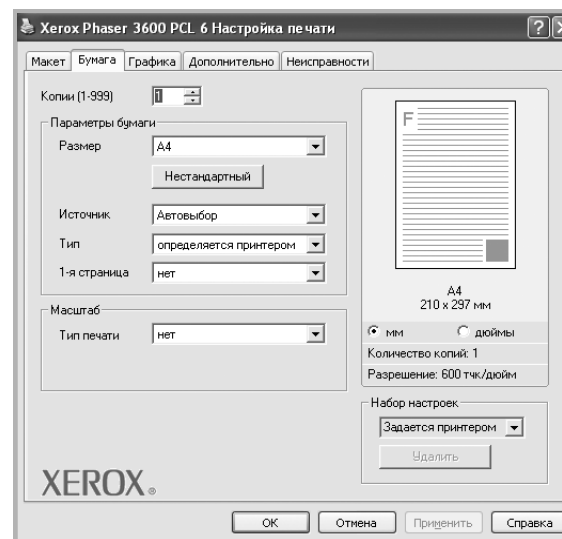 Xerox Phaser 3600 PCL 6 Настройка печати
Макет Бумага Графика Дополнительно Неисправности
Копии (1-999) 1
Параметры бумаги
Размер A4
Нестандартный
Источник Автовыбор
Тип определяется принтером
1-я страница нет
Масштаб
Тип печати нет
F
A4
210 x 297 мм
мм дюймы
Количество копий: 1
Разрешение: 600 тчк/дюйм
Набор настроек
Задается принтером
Удалить
XEROX®
ОК Отмена Применить Справка